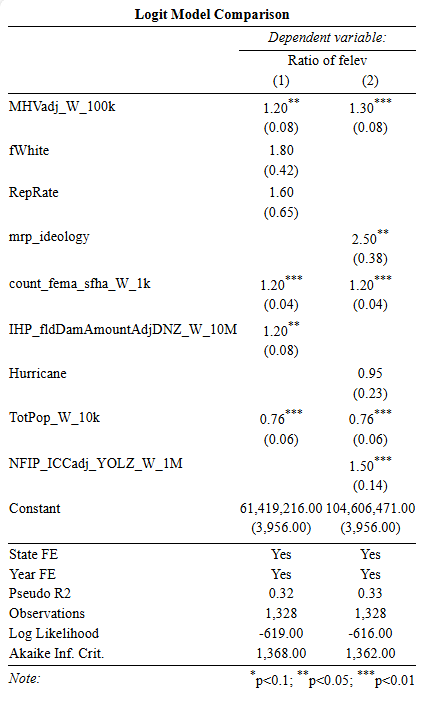 Logit Model Comparison
Dependent variable:
Ratio of felev
(1) (2)
MHVadj_W_100k 1.20** 1.30***
(0.08) (0.08)
fWhite 1.80
(0.42)
RepRate 1.60
(0.65)
mrp_ideology 2.50**
(0.38)
count_fema_sfha_W_1k 1.20*** 1.20***
(0.04) (0.04)
IHP_fldDamAmountAdjDNZ_W_10M 1.20**
(0.08)
Hurricane 0.95
(0.23)
TotPop_W_10k 0.76*** 0.76***
(0.06) (0.06)
NFIP_ICCadj_YOLZ_W_1M 1.50***
(0.14)
Constant 61,419,216.00 104,606,471.00
(3,956.00) (3,956.00)
State FE Yes Yes
Year FE Yes Yes
Pseudo R2 0.32 0.33
Observations 1,328 1,328
Log Likelihood -619.00 -616.00
Akaike Inf. Crit. 1,368.00 1,362.00
Note: *p<0.1; **p<0.05; ***p<0.01